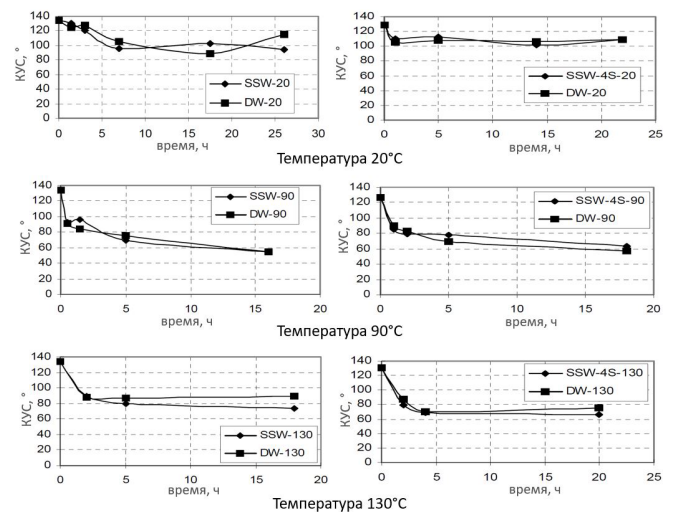 140
120
100
80
60
40
20
0
КУС, °
SSW-20
DW-20
0 5 10 15 20 25 30
время, ч
140
120
100
80
60
40
20
0
КУС, °
SSW-4S-20
DW-20
0 5 10 15 20 25
время, ч
Температура 20°C
140
120
100
80
60
40
20
0
КУС, °
SSW-90
DW-90
0 5 10 15 20
время, ч
140
120
100
80
60
40
20
0
КУС, °
SSW-4S-90
DW-90
0 5 10 15 20
время, ч
Температура 90°C
140
120
100
80
60
40
20
0
КУС, °
SSW-130
DW-130
0 5 10 15 20
время, ч
140
120
100
80
60
40
20
0
КУС, °
SSW-4S-130
DW-130
0 5 10 15 20 25
время, ч
Температура 130°C